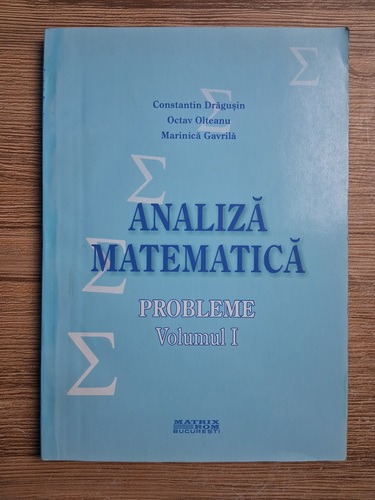 Constantin Drăgușin
Octav Olteanu
Marinică Gavrilă
ANALIZĂ
MATEMATICĂ
PROBLEME
Volumul I
MATRIX
ROM
BUCUREȘTI
Σ
Σ
Σ
Σ
Σ